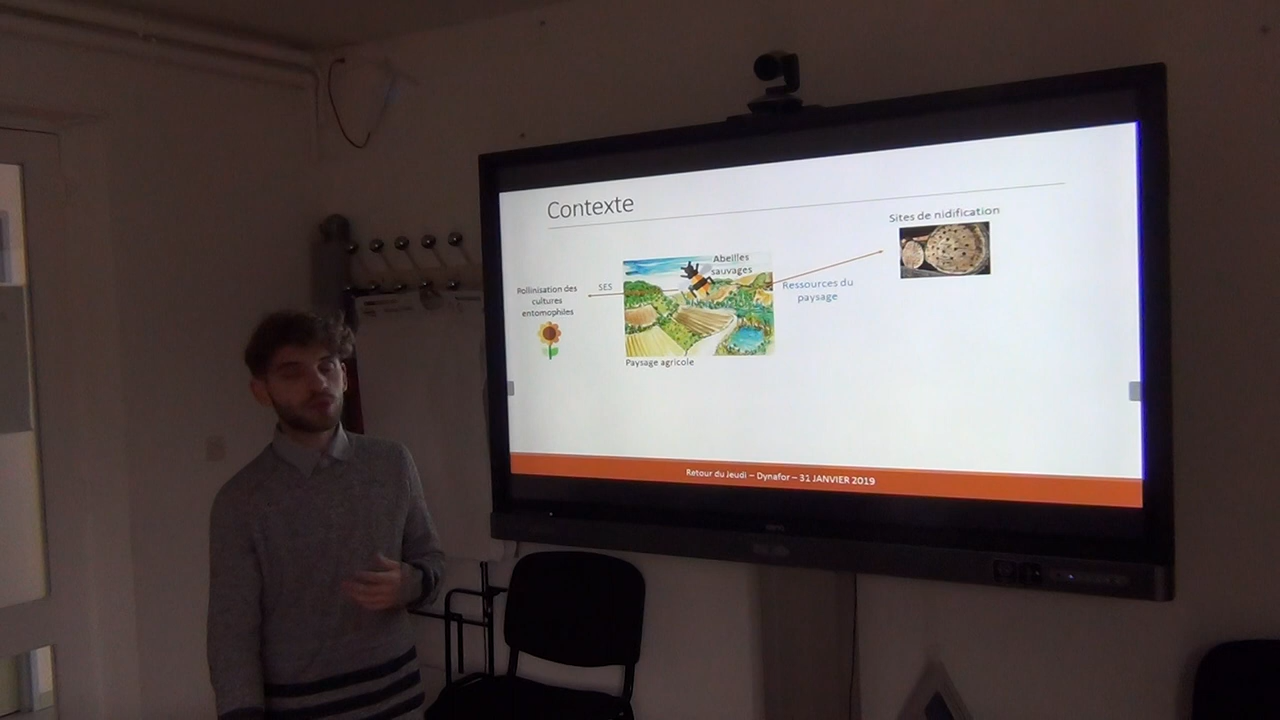 Contexte
Sites de nidification
Abeilles
sauvages
SES
Ressources du
paysage
Pollinisation des
cultures
entomophiles
Paysage agricole
Retour du Jeudi – Dynafor – 31 JANVIER 2019